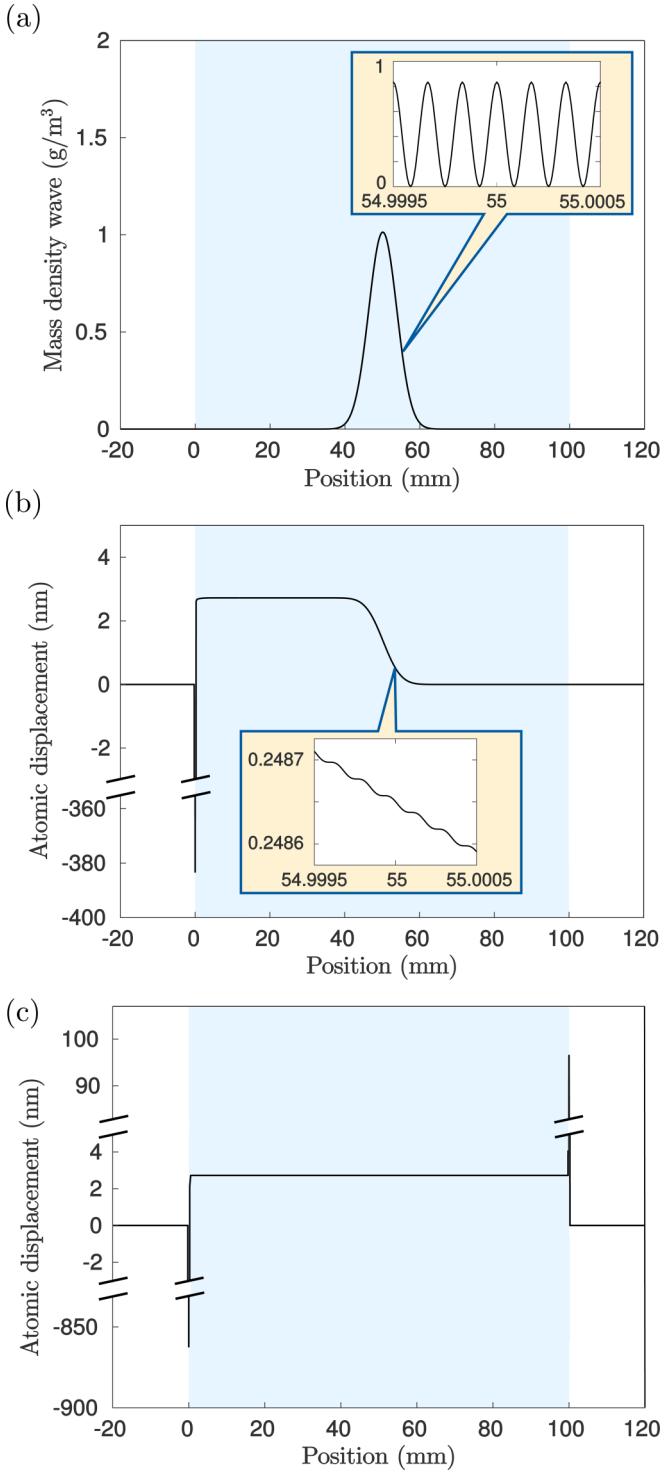 (a)
2
1.5
1
0.5
0
Mass density wave (g/m³)
1
0
54.9995 55 55.0005
-20 0 20 40 60 80 100 120
Position (mm)
(b)
4
2
0
-2
-360
-380
-400
Atomic displacement (nm)
0.2487
0.2486
54.9995 55 55.0005
-20 0 20 40 60 80 100 120
Position (mm)
(c)
100
90
4
2
0
-2
-850
-900
Atomic displacement (nm)
-20 0 20 40 60 80 100 120
Position (mm)